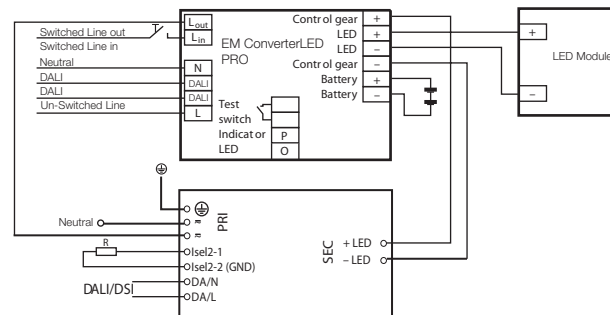 Switched Line out
Switched Line in
Neutral
DALI
DALI
Un-Switched Line
Lout
Lin
N
DALI
DALI
L
EM ConverterLED
PRO
Test
switch
Indicator
LED
P
O
Control gear +
LED +
LED –
Control gear –
Battery +
Battery –
+
LED Module
–
Neutral
R
DALI/DSI
PRI
=
=
Isel2-1
Isel2-2 (GND)
DA/N
DA/L
SEC
+ LED
– LED